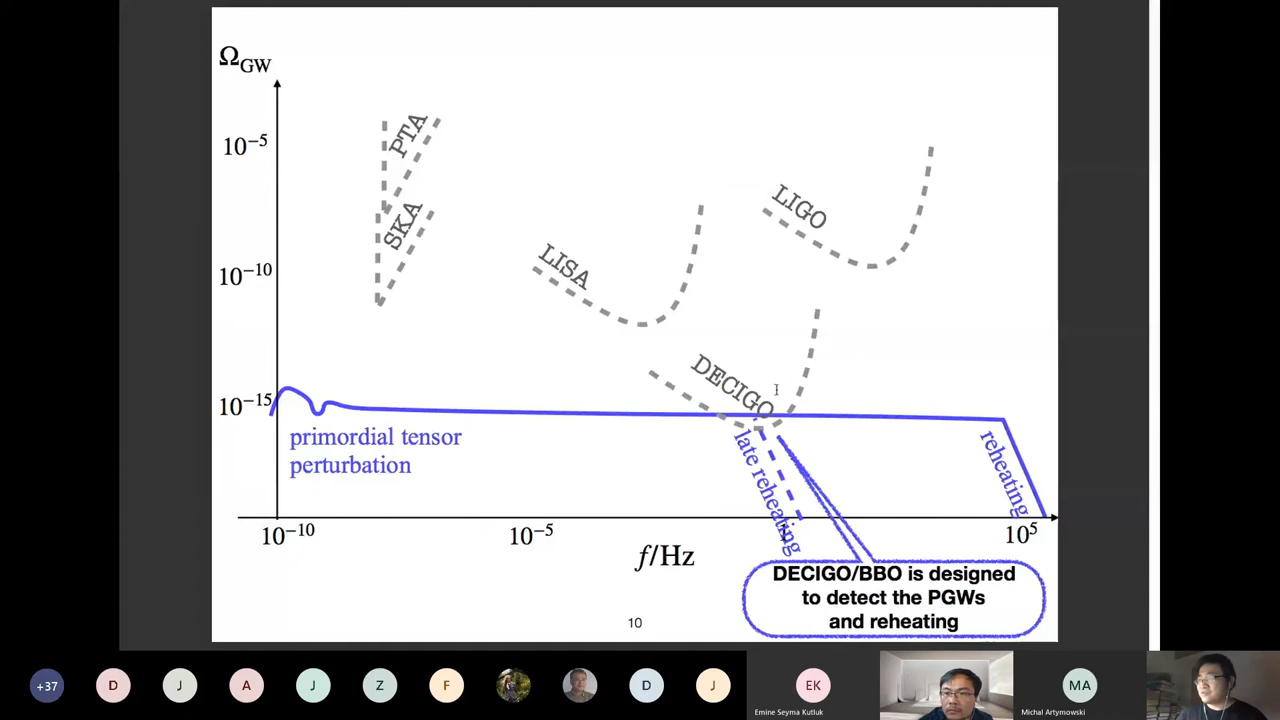 Ω_GW
10⁻⁵
10⁻¹⁰
10⁻¹⁵
PTA
SKA
LISA
LIGO
DECIGO
primordial tensor
perturbation
late reheating
reheating
10⁻¹⁰
10⁻⁵
10⁵
f/Hz
DECIGO/BBO is designed
to detect the PGWs
and reheating
10
+37
D
J
A
J
Z
F
D
J
EK
Emine Seyma Kutluk
MA
Michal Artymowski